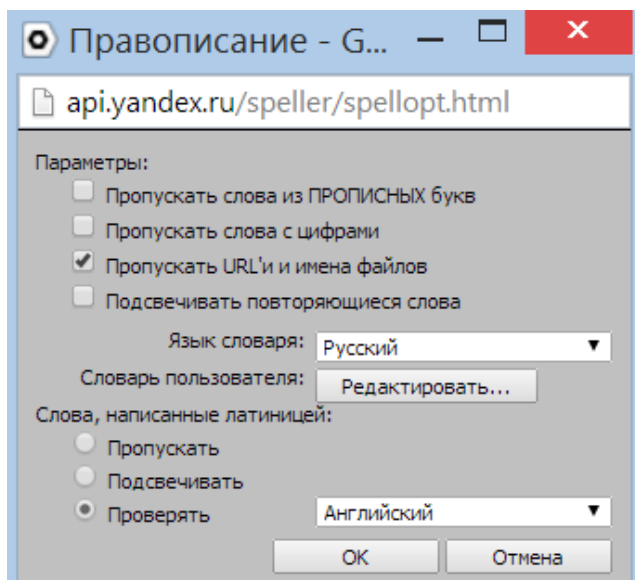 Правописание - G...
api.yandex.ru/speller/spellopt.html
Параметры:
Пропускать слова из ПРОПИСНЫХ букв
Пропускать слова с цифрами
Пропускать URL'и и имена файлов
Подсвечивать повторяющиеся слова
Язык словаря: Русский
Словарь пользователя: Редактировать...
Слова, написанные латиницей:
Пропускать
Подсвечивать
Проверять Английский
OK Отмена